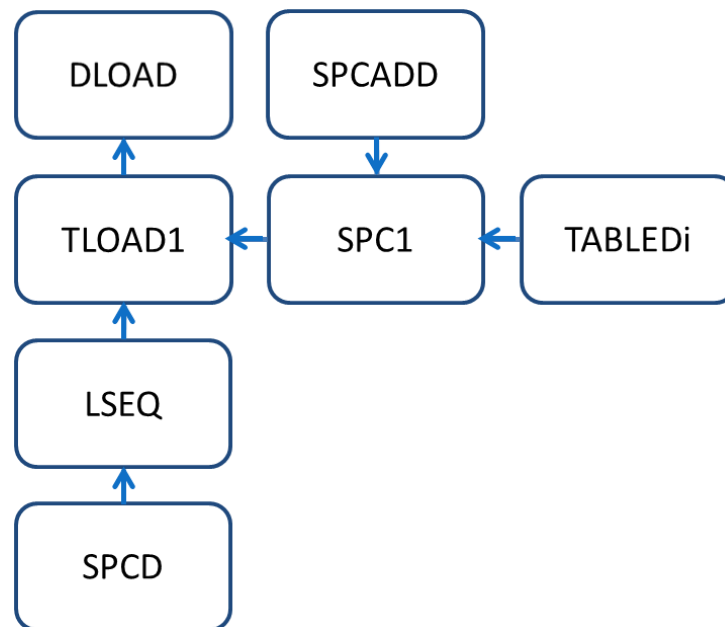 DLOAD
SPCADD
TLOAD1
SPC1
TABLEDi
LSEQ
SPCD